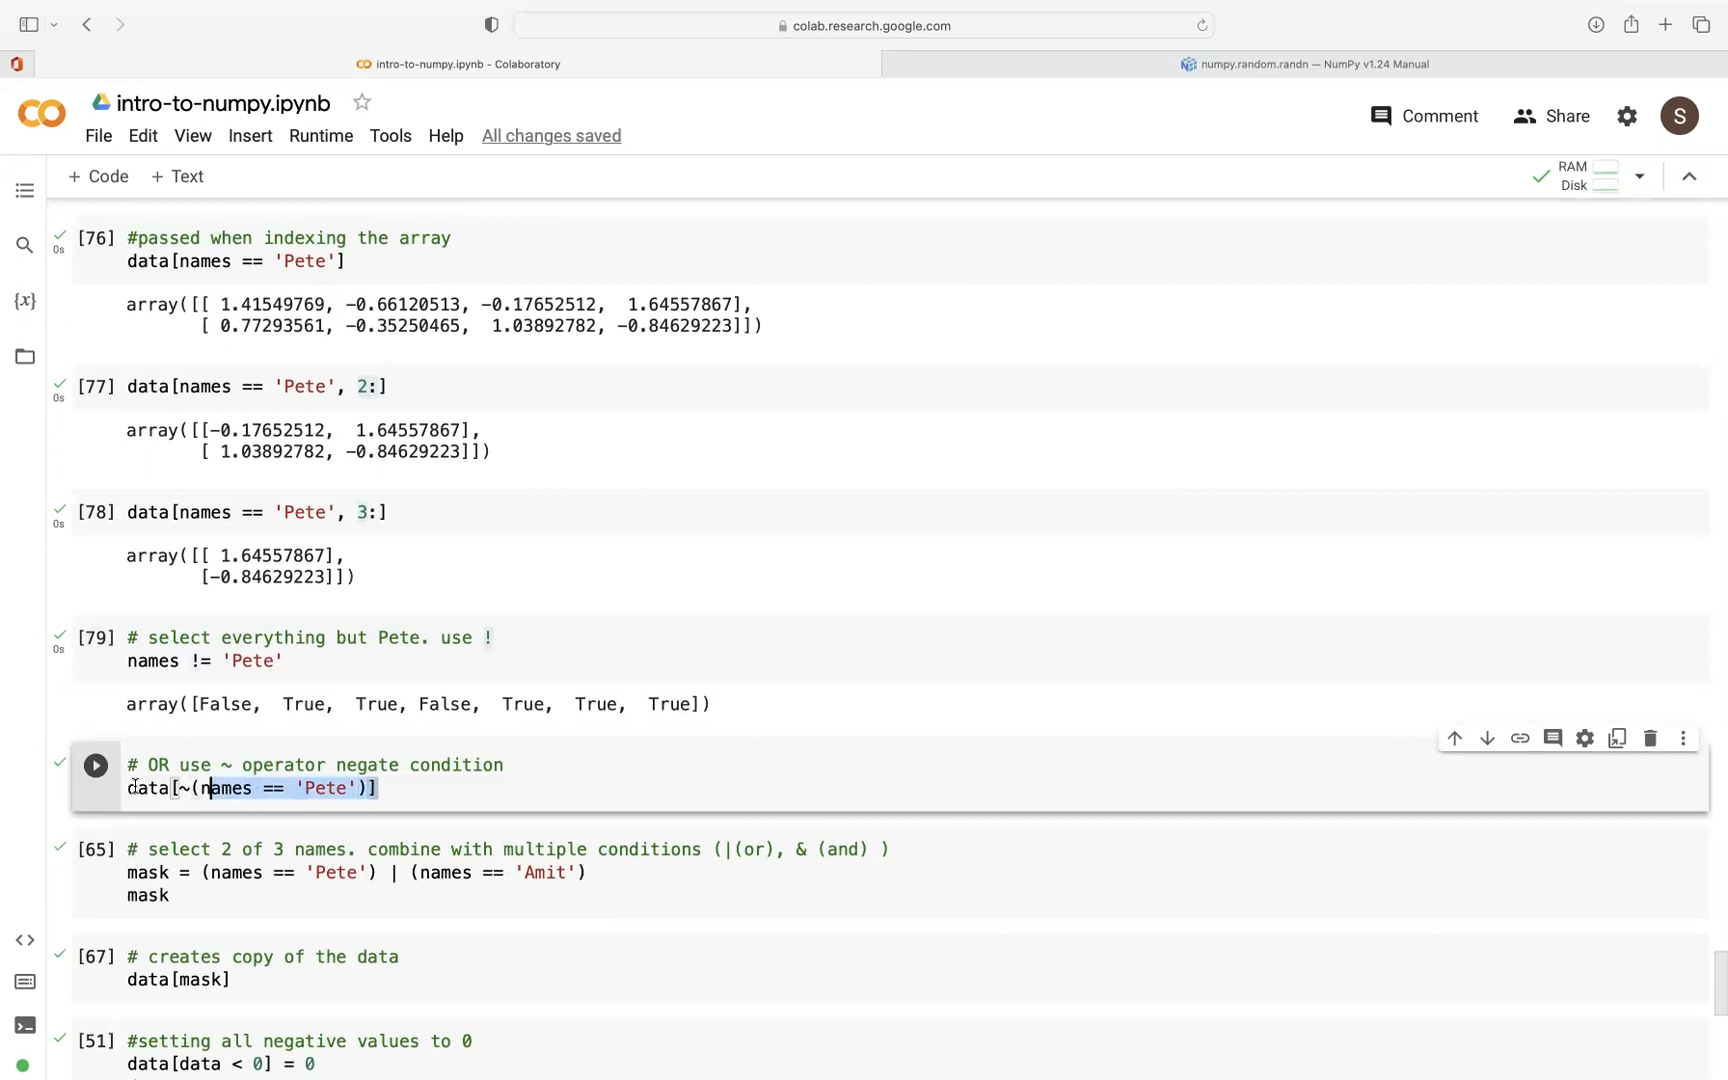 colab.research.google.com
intro-to-numpy.ipynb - Colaboratory
numpy.random.randn — NumPy v1.24 Manual
intro-to-numpy.ipynb
Comment
Share
S
File Edit View Insert Runtime Tools Help All changes saved
+ Code + Text
RAM
Disk
[76] #passed when indexing the array
0s
data[names == 'Pete']
array([[ 1.41549769, -0.66120513, -0.17652512, 1.64557867],
[ 0.77293561, -0.35250465, 1.03892782, -0.84629223]])
[77] data[names == 'Pete', 2:]
0s
array([[-0.17652512, 1.64557867],
[ 1.03892782, -0.84629223]])
[78] data[names == 'Pete', 3:]
0s
array([[ 1.64557867],
[-0.84629223]])
[79] # select everything but Pete. use !
0s
names != 'Pete'
array([False, True, True, False, True, True, True])
# OR use ~ operator negate condition
data[~(names == 'Pete')]
[65] # select 2 of 3 names. combine with multiple conditions (|(or), & (and) )
mask = (names == 'Pete') | (names == 'Amit')
mask
[67] # creates copy of the data
data[mask]
[51] #setting all negative values to 0
data[data < 0] = 0
{x}